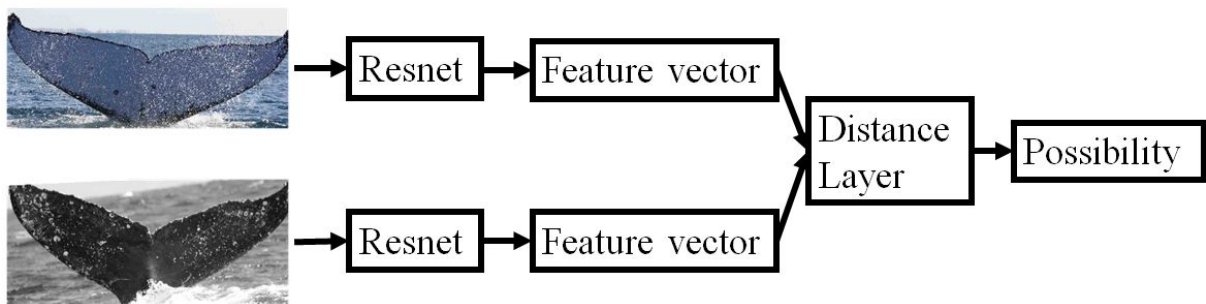 Resnet
Feature vector
Distance
Layer
Possibility
Resnet
Feature vector